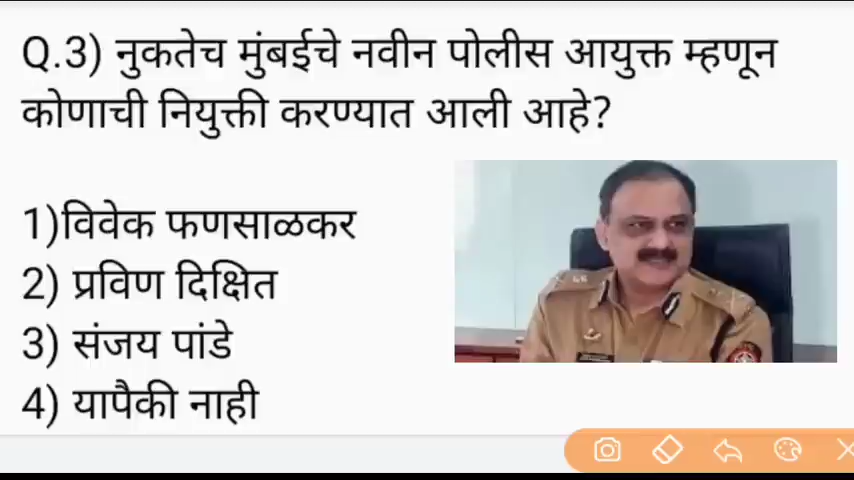 Q.3) नुकतेच मुंबईचे नवीन पोलीस आयुक्त म्हणून
कोणाची नियुक्ती करण्यात आली आहे?
1)विवेक फणसाळकर
2) प्रविण दिक्षित
3) संजय पांडे
4) यापैकी नाही